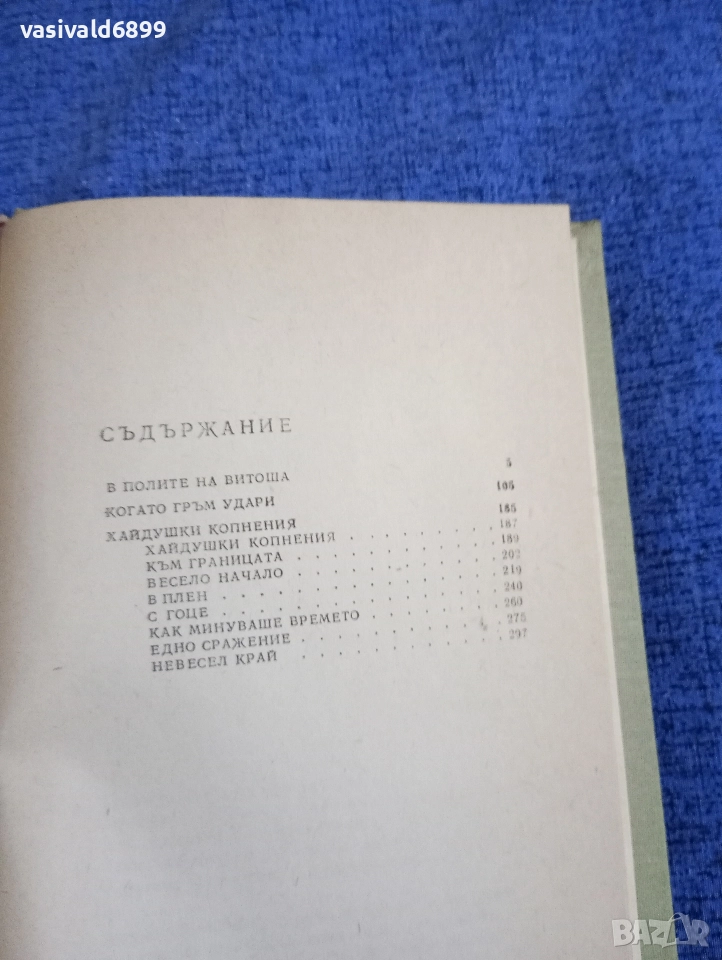 vasivald6899
СЪДЪРЖАНИЕ
В ПОЛИТЕ НА ВИТОША 5
КОГАТО ГРЪМ УДАРИ 105
ХАЙДУШКИ КОПНЕНИЯ 185
ХАЙДУШКИ КОПНЕНИЯ . . . . . . . . 187
КЪМ ГРАНИЦАТА . . . . . . . . . . 189
ВЕСЕЛО НАЧАЛО . . . . . . . . . . 202
В ПЛЕН . . . . . . . . . . . . . 219
С ГОЦЕ . . . . . . . . . . . . . 240
КАК МИНУВАШЕ ВРЕМЕТО . . . . . . . 260
ЕДНО СРАЖЕНИЕ . . . . . . . . . . 275
НЕВЕСЕЛ КРАЙ . . . . . . . . . . 297
BAZAR